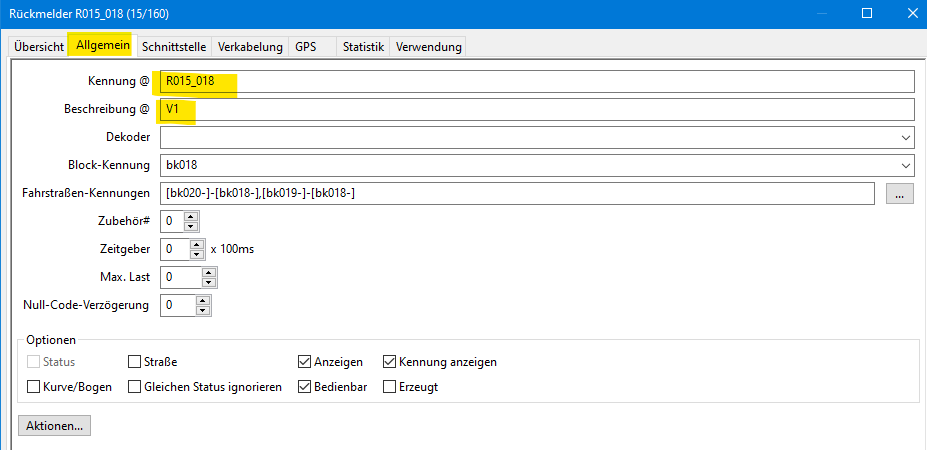 Rückmelder R015_018 (15/160)
Übersicht Allgemein Schnittstelle Verkabelung GPS Statistik Verwendung
Kennung @ R015_018
Beschreibung @ V1
Dekoder
Block-Kennung bk018
Fahrstraßen-Kennungen [bk020-]-[bk018-],[bk019-]-[bk018-] ...
Zubehör# 0
Zeitgeber 0 x 100ms
Max. Last 0
Null-Code-Verzögerung 0
Optionen
Status Straße Anzeigen Kennung anzeigen
Kurve/Bogen Gleichen Status ignorieren Bedienbar Erzeugt
Aktionen...